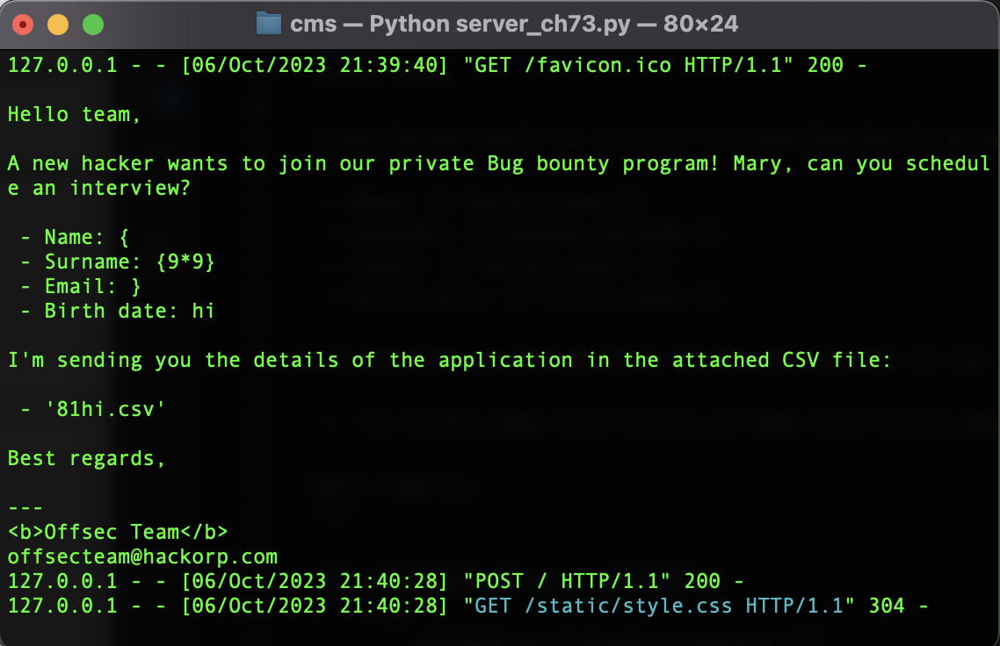 cms — Python server_ch73.py — 80×24
127.0.0.1 - - [06/Oct/2023 21:39:40] "GET /favicon.ico HTTP/1.1" 200 -
Hello team,
A new hacker wants to join our private Bug bounty program! Mary, can you schedul
e an interview?
- Name: {
- Surname: {9*9}
- Email: }
- Birth date: hi
I'm sending you the details of the application in the attached CSV file:
- '81hi.csv'
Best regards,
---
<b>Offsec Team</b>
offsecteam@hackorp.com
127.0.0.1 - - [06/Oct/2023 21:40:28] "POST / HTTP/1.1" 200 -
127.0.0.1 - - [06/Oct/2023 21:40:28] "GET /static/style.css HTTP/1.1" 304 -